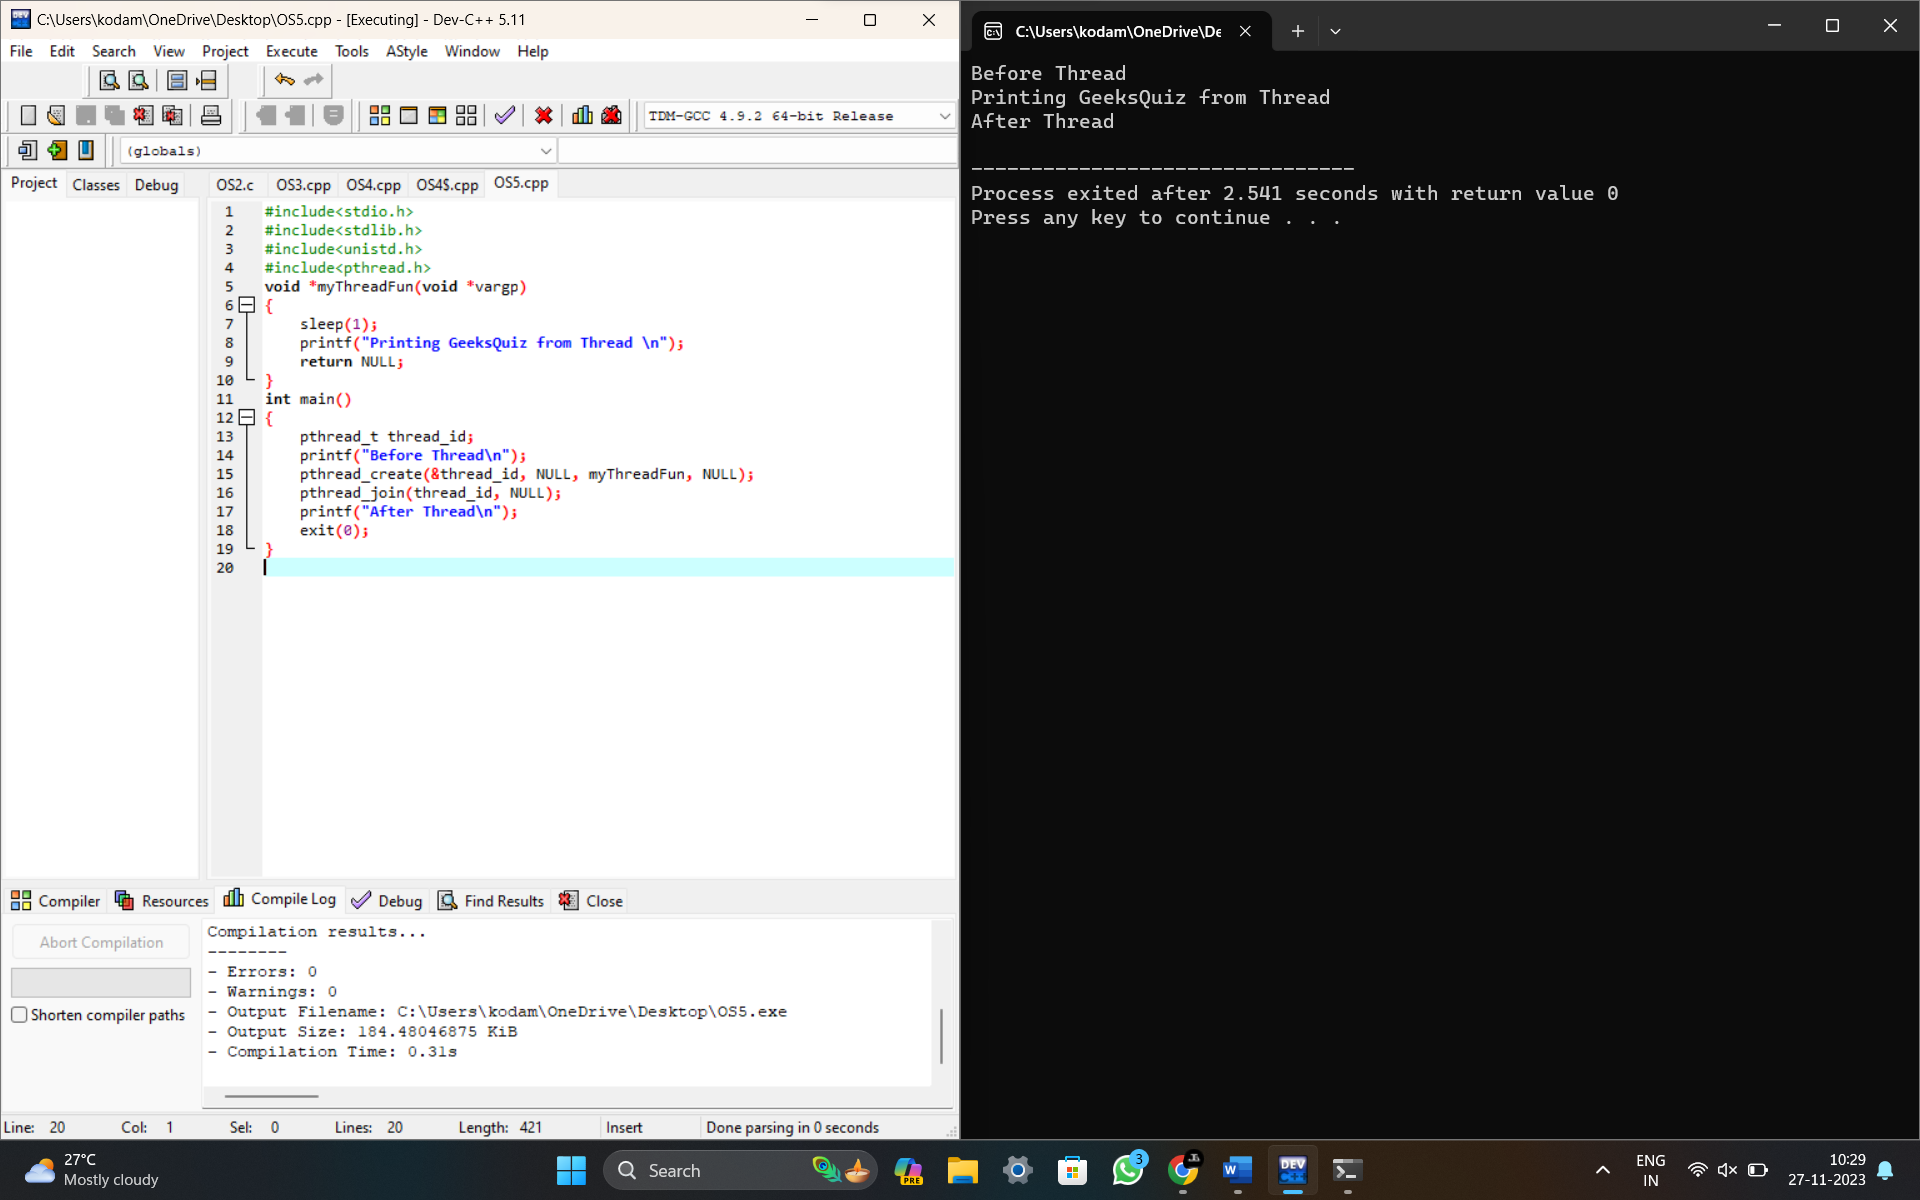 C:\Users\kodam\OneDrive\Desktop\OS5.cpp - [Executing] - Dev-C++ 5.11
File Edit Search View Project Execute Tools AStyle Window Help
TDM-GCC 4.9.2 64-bit Release
(globals)
Project Classes Debug
OS2.c OS3.cpp OS4.cpp OS4$.cpp OS5.cpp
1 #include<stdio.h>
2 #include<stdlib.h>
3 #include<unistd.h>
4 #include<pthread.h>
5 void *myThreadFun(void *vargp)
6 {
7 sleep(1);
8 printf("Printing GeeksQuiz from Thread \n");
9 return NULL;
10 }
11 int main()
12 {
13 pthread_t thread_id;
14 printf("Before Thread\n");
15 pthread_create(&thread_id, NULL, myThreadFun, NULL);
16 pthread_join(thread_id, NULL);
17 printf("After Thread\n");
18 exit(0);
19 }
20
Compiler Resources Compile Log Debug Find Results Close
Abort Compilation
Shorten compiler paths
Compilation results...
--------
- Errors: 0
- Warnings: 0
- Output Filename: C:\Users\kodam\OneDrive\Desktop\OS5.exe
- Output Size: 184.48046875 KiB
- Compilation Time: 0.31s
Line: 20 Col: 1 Sel: 0 Lines: 20 Length: 421 Insert Done parsing in 0 seconds
C:\Users\kodam\OneDrive\De
Before Thread
Printing GeeksQuiz from Thread
After Thread
--------------------------------
Process exited after 2.541 seconds with return value 0
Press any key to continue . . .
27°C
Mostly cloudy
Search
PRE
3
W
DEV
C++
ENG
IN
10:29
27-11-2023